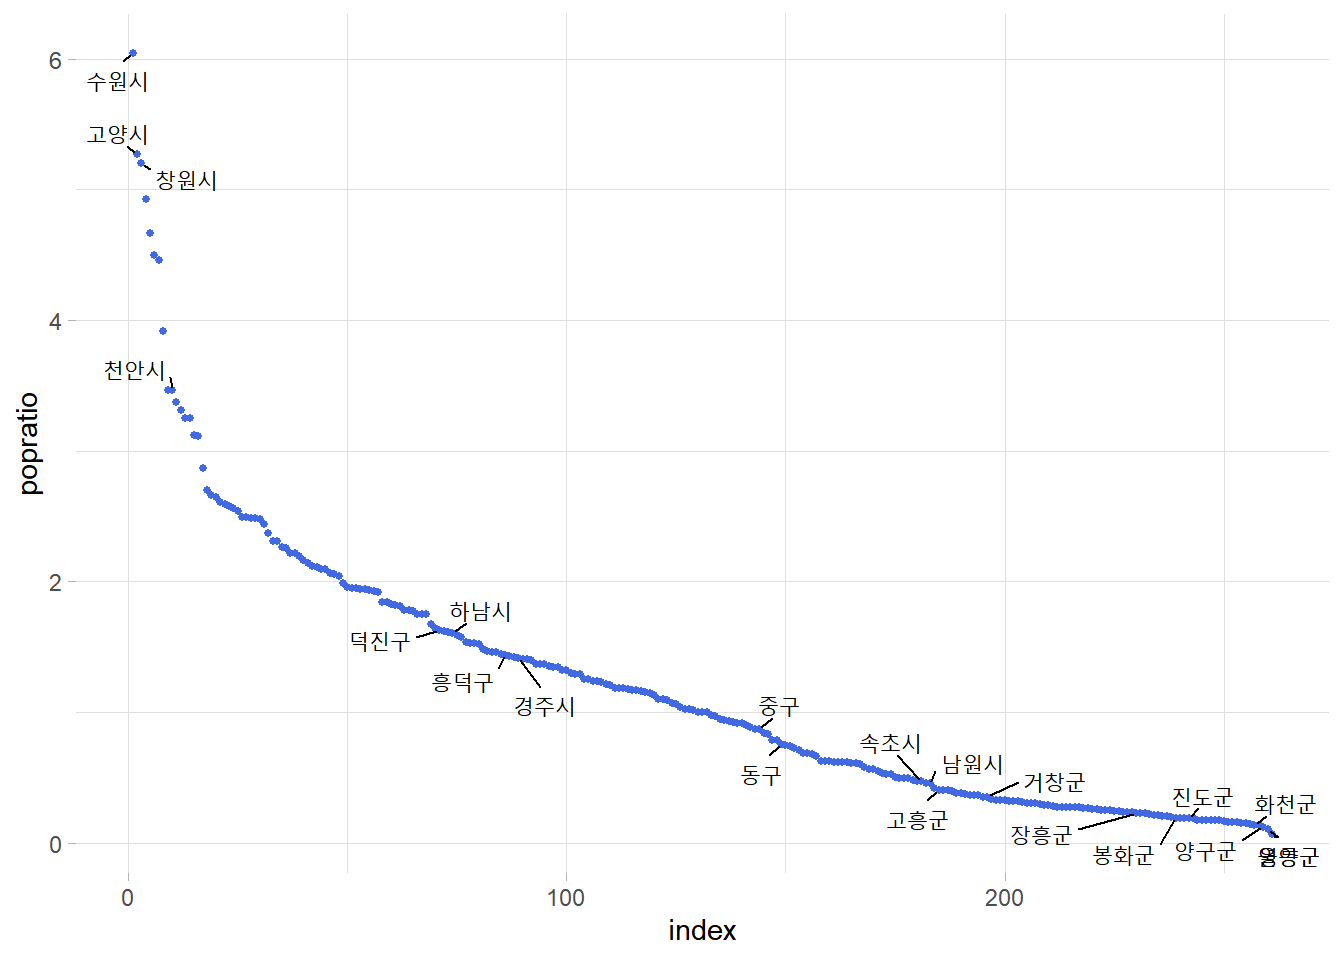 popratio
6
4
2
0
수원시
고양시
창원시
천안시
하남시
덕진구
흥덕구
경주시
중구
동구
속초시
남원시
고흥군
거창군
장흥군
진도군
봉화군
화천군
양구군
0
100
200
index